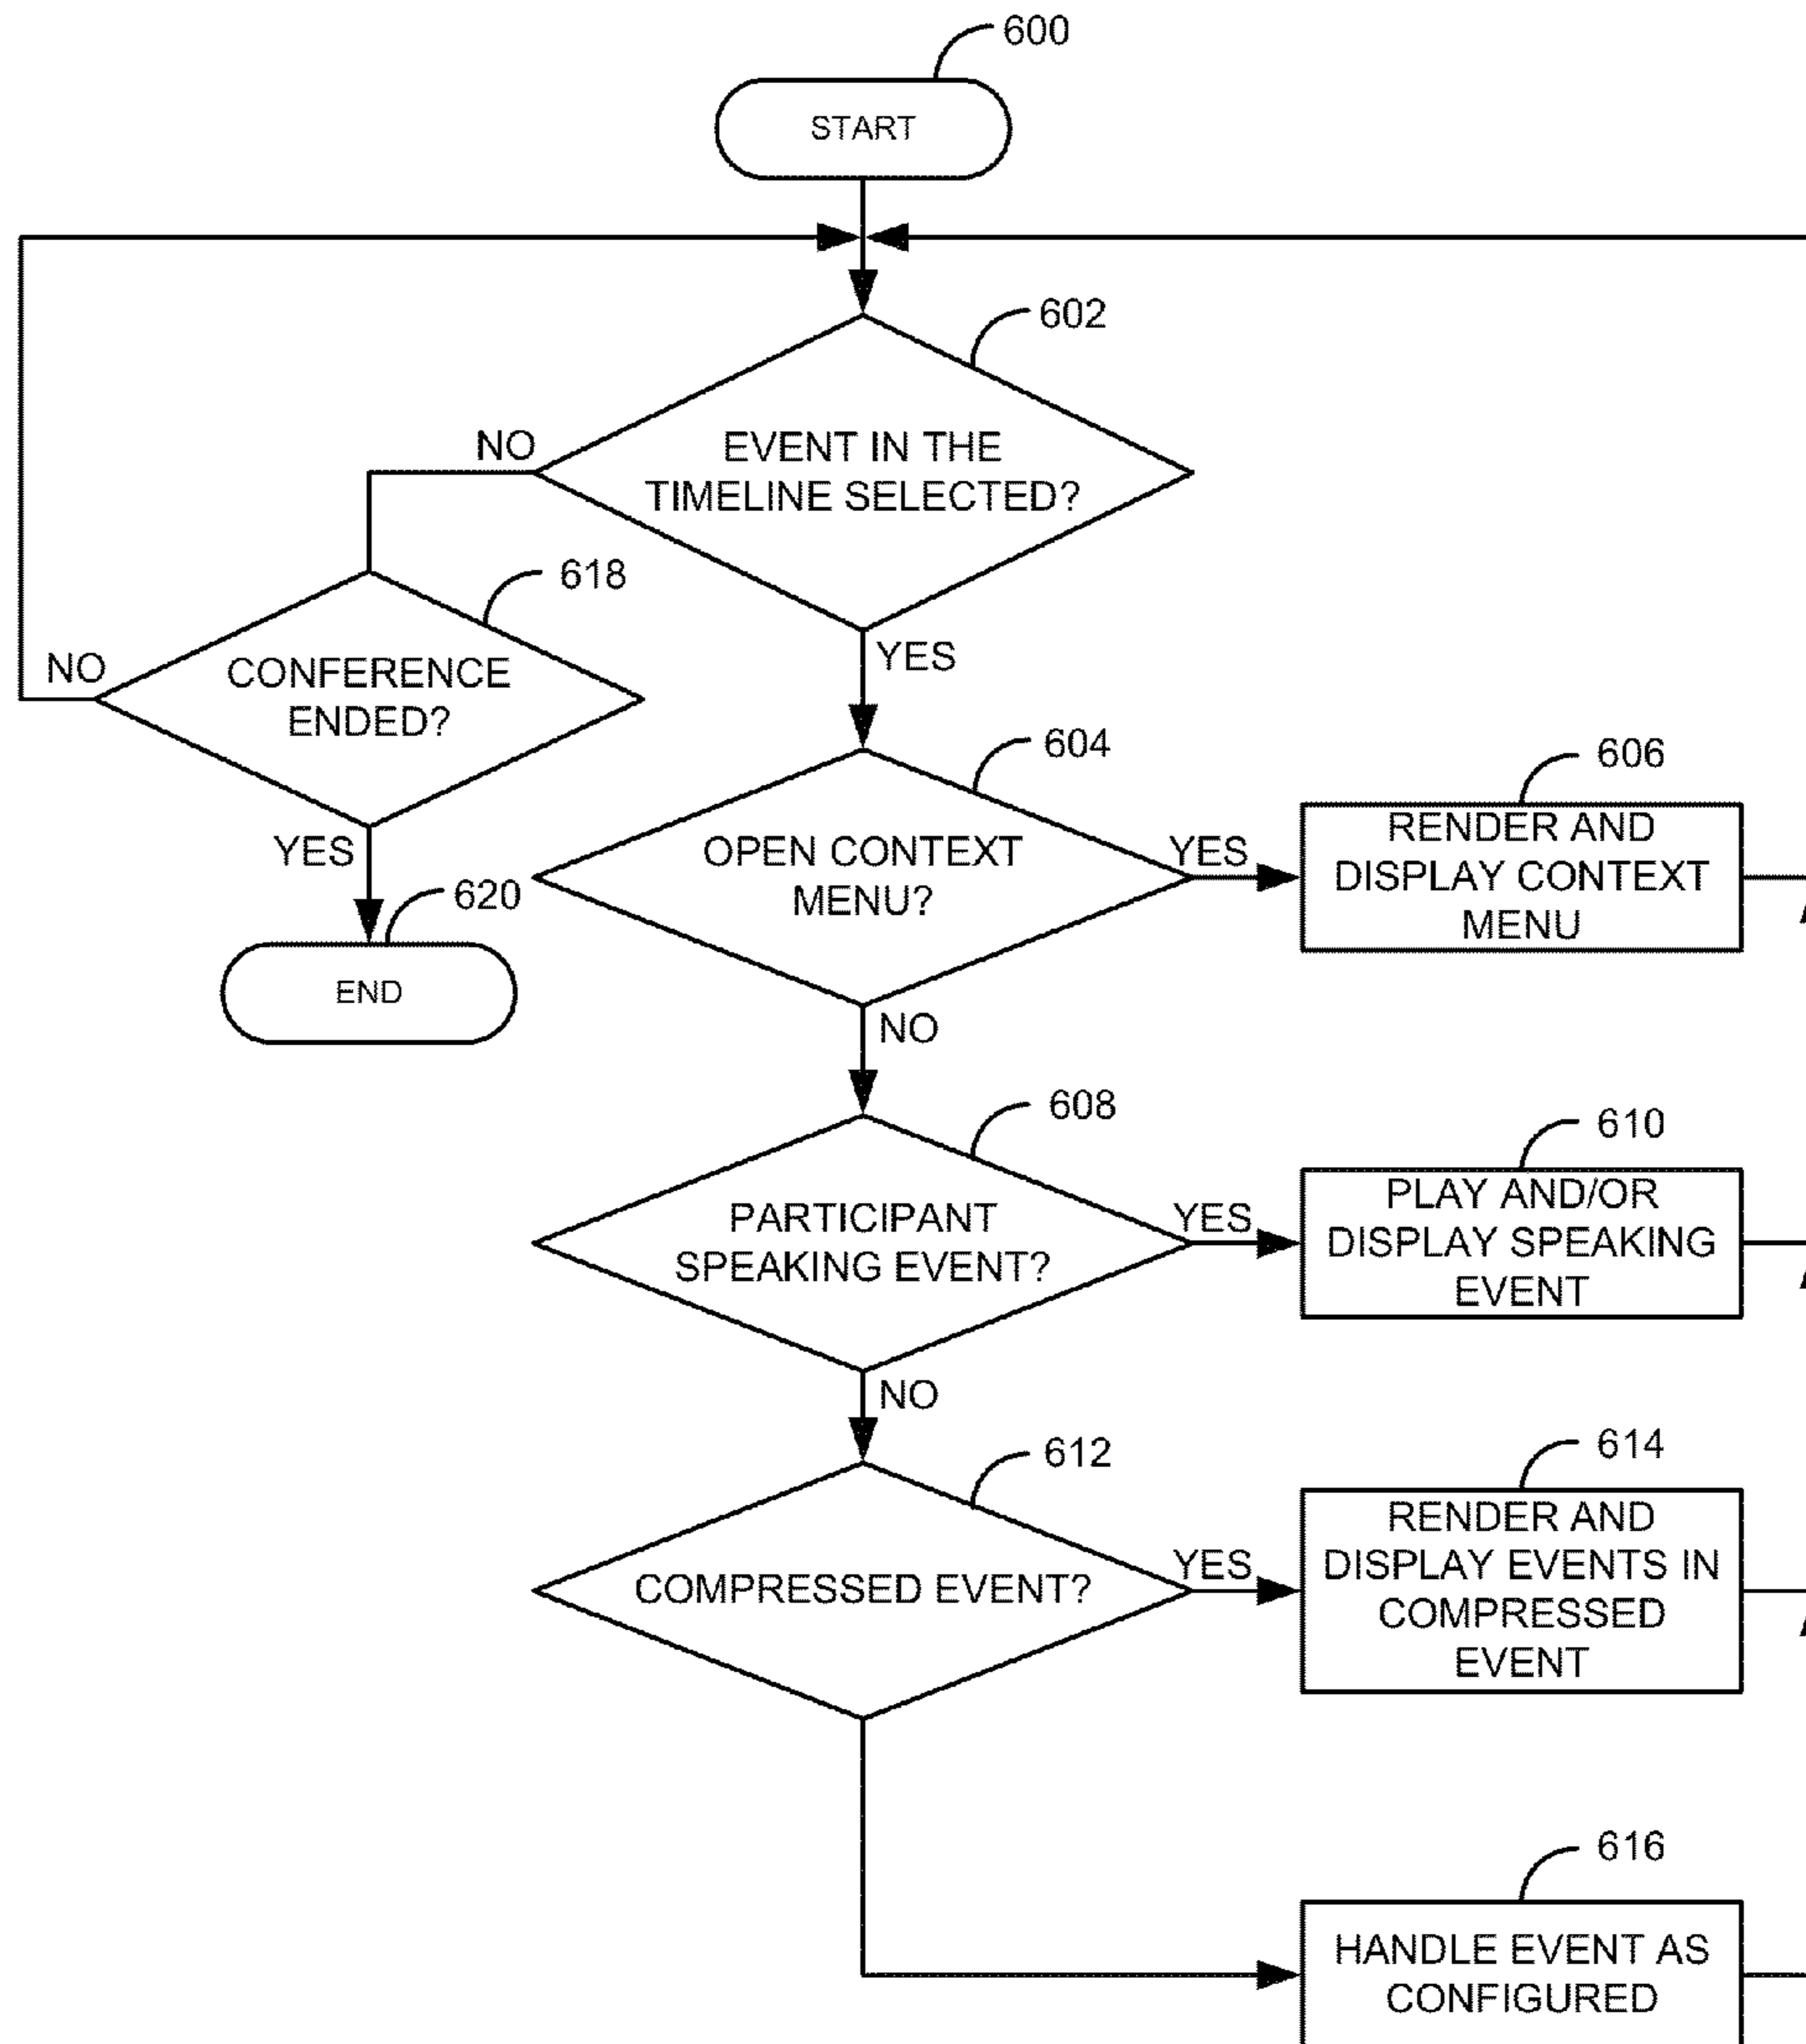 600
START
602
NO
EVENT IN THE
TIMELINE SELECTED?
618
NO
CONFERENCE
ENDED?
YES
604
606
YES
OPEN CONTEXT
MENU?
YES
RENDER AND
DISPLAY CONTEXT
MENU
620
END
NO
608
610
PARTICIPANT
SPEAKING EVENT?
YES
PLAY AND/OR
DISPLAY SPEAKING
EVENT
NO
612
614
COMPRESSED EVENT?
YES
RENDER AND
DISPLAY EVENTS IN
COMPRESSED
EVENT
616
HANDLE EVENT AS
CONFIGURED